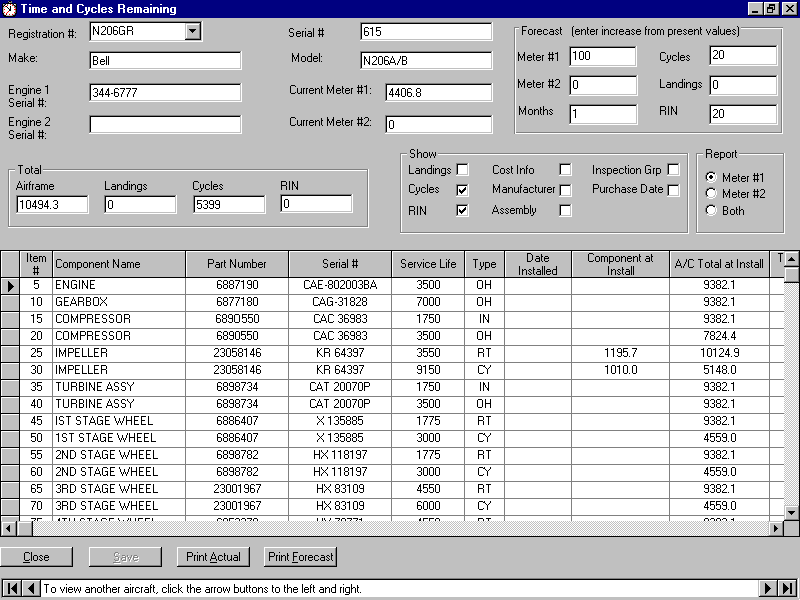 Time and Cycles Remaining
Registration #: N206GR Serial # 615
Make: Bell Model: N206A/B
Engine 1 Serial #: 344-6777 Current Meter #1: 4406.8
Engine 2 Serial #: Current Meter #2: 0
Forecast (enter increase from present values)
Meter #1 100 Cycles 20
Meter #2 0 Landings 0
Months 1 RIN 20
Total
Airframe Landings Cycles RIN
10494.3 0 5399 0
Show
Landings Cost Info Inspection Grp
Cycles Manufacturer Purchase Date
RIN Assembly
Report
Meter #1
Meter #2
Both
Item # Component Name Part Number Serial # Service Life Type Date Installed Component at Install A/C Total at Install T
5 ENGINE 6887190 CAE-802003BA 3500 OH 9382.1
10 GEARBOX 6877180 CAG-31828 7000 OH 9382.1
15 COMPRESSOR 6890550 CAC 36983 1750 IN 9382.1
20 COMPRESSOR 6890550 CAC 36983 3500 OH 7824.4
25 IMPELLER 23058146 KR 64397 3550 RT 1195.7 10124.9
30 IMPELLER 23058146 KR 64397 9150 CY 1010.0 5148.0
35 TURBINE ASSY 6898734 CAT 20070P 1750 IN 9382.1
40 TURBINE ASSY 6898734 CAT 20070P 3500 OH 9382.1
45 IST STAGE WHEEL 6886407 X 135885 1775 RT 9382.1
50 1ST STAGE WHEEL 6886407 X 135885 3000 CY 4559.0
55 2ND STAGE WHEEL 6898782 HX 118197 1775 RT 9382.1
60 2ND STAGE WHEEL 6898782 HX 118197 3000 CY 4559.0
65 3RD STAGE WHEEL 23001967 HX 83109 4550 RT 9382.1
70 3RD STAGE WHEEL 23001967 HX 83109 6000 CY 4559.0
75 4TH STAGE WHEEL
Close Save Print Actual Print Forecast
To view another aircraft, click the arrow buttons to the left and right.